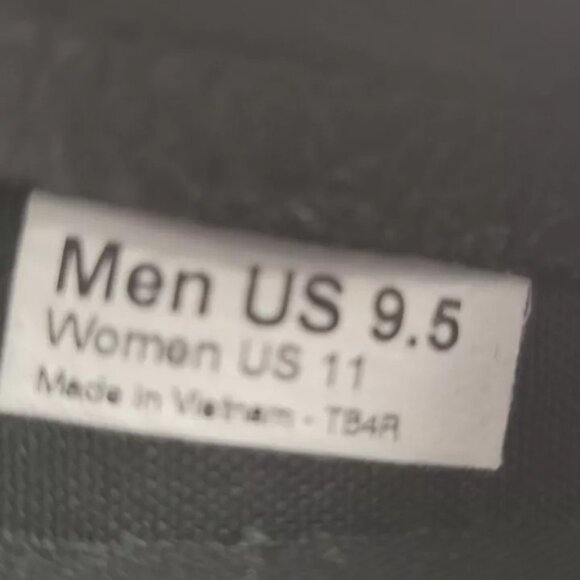 Men US 9.5
Women US 11
Made in Vietnam - TB4R